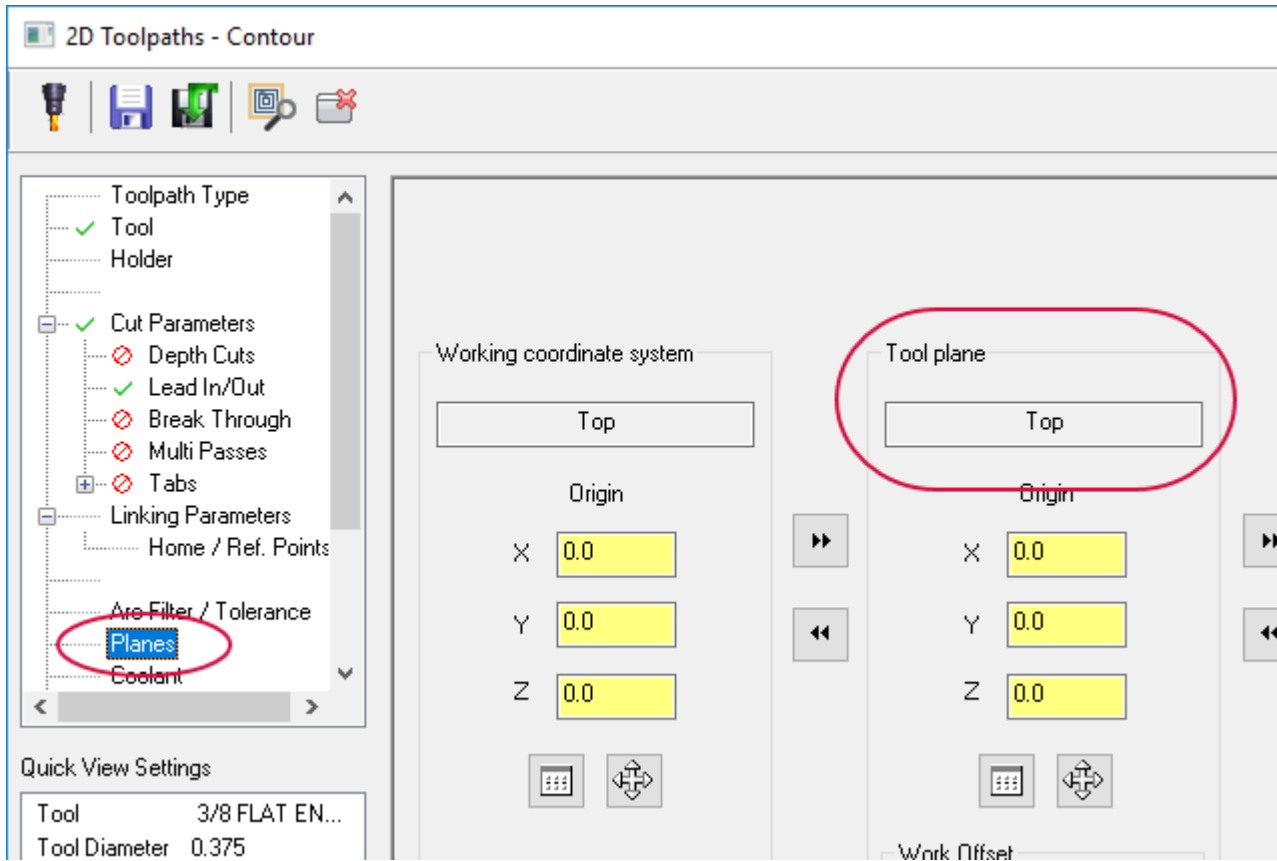 2D Toolpaths - Contour
Toolpath Type
Tool
Holder
Cut Parameters
Depth Cuts
Lead In/Out
Break Through
Multi Passes
Tabs
Linking Parameters
Home / Ref. Points
Arc Filter / Tolerance
Planes
Coolant
Quick View Settings
Tool 3/8 FLAT EN...
Tool Diameter 0.375
Working coordinate system
Top
Origin
X 0.0
Y 0.0
Z 0.0
Tool plane
Top
Origin
X 0.0
Y 0.0
Z 0.0
Work Offset